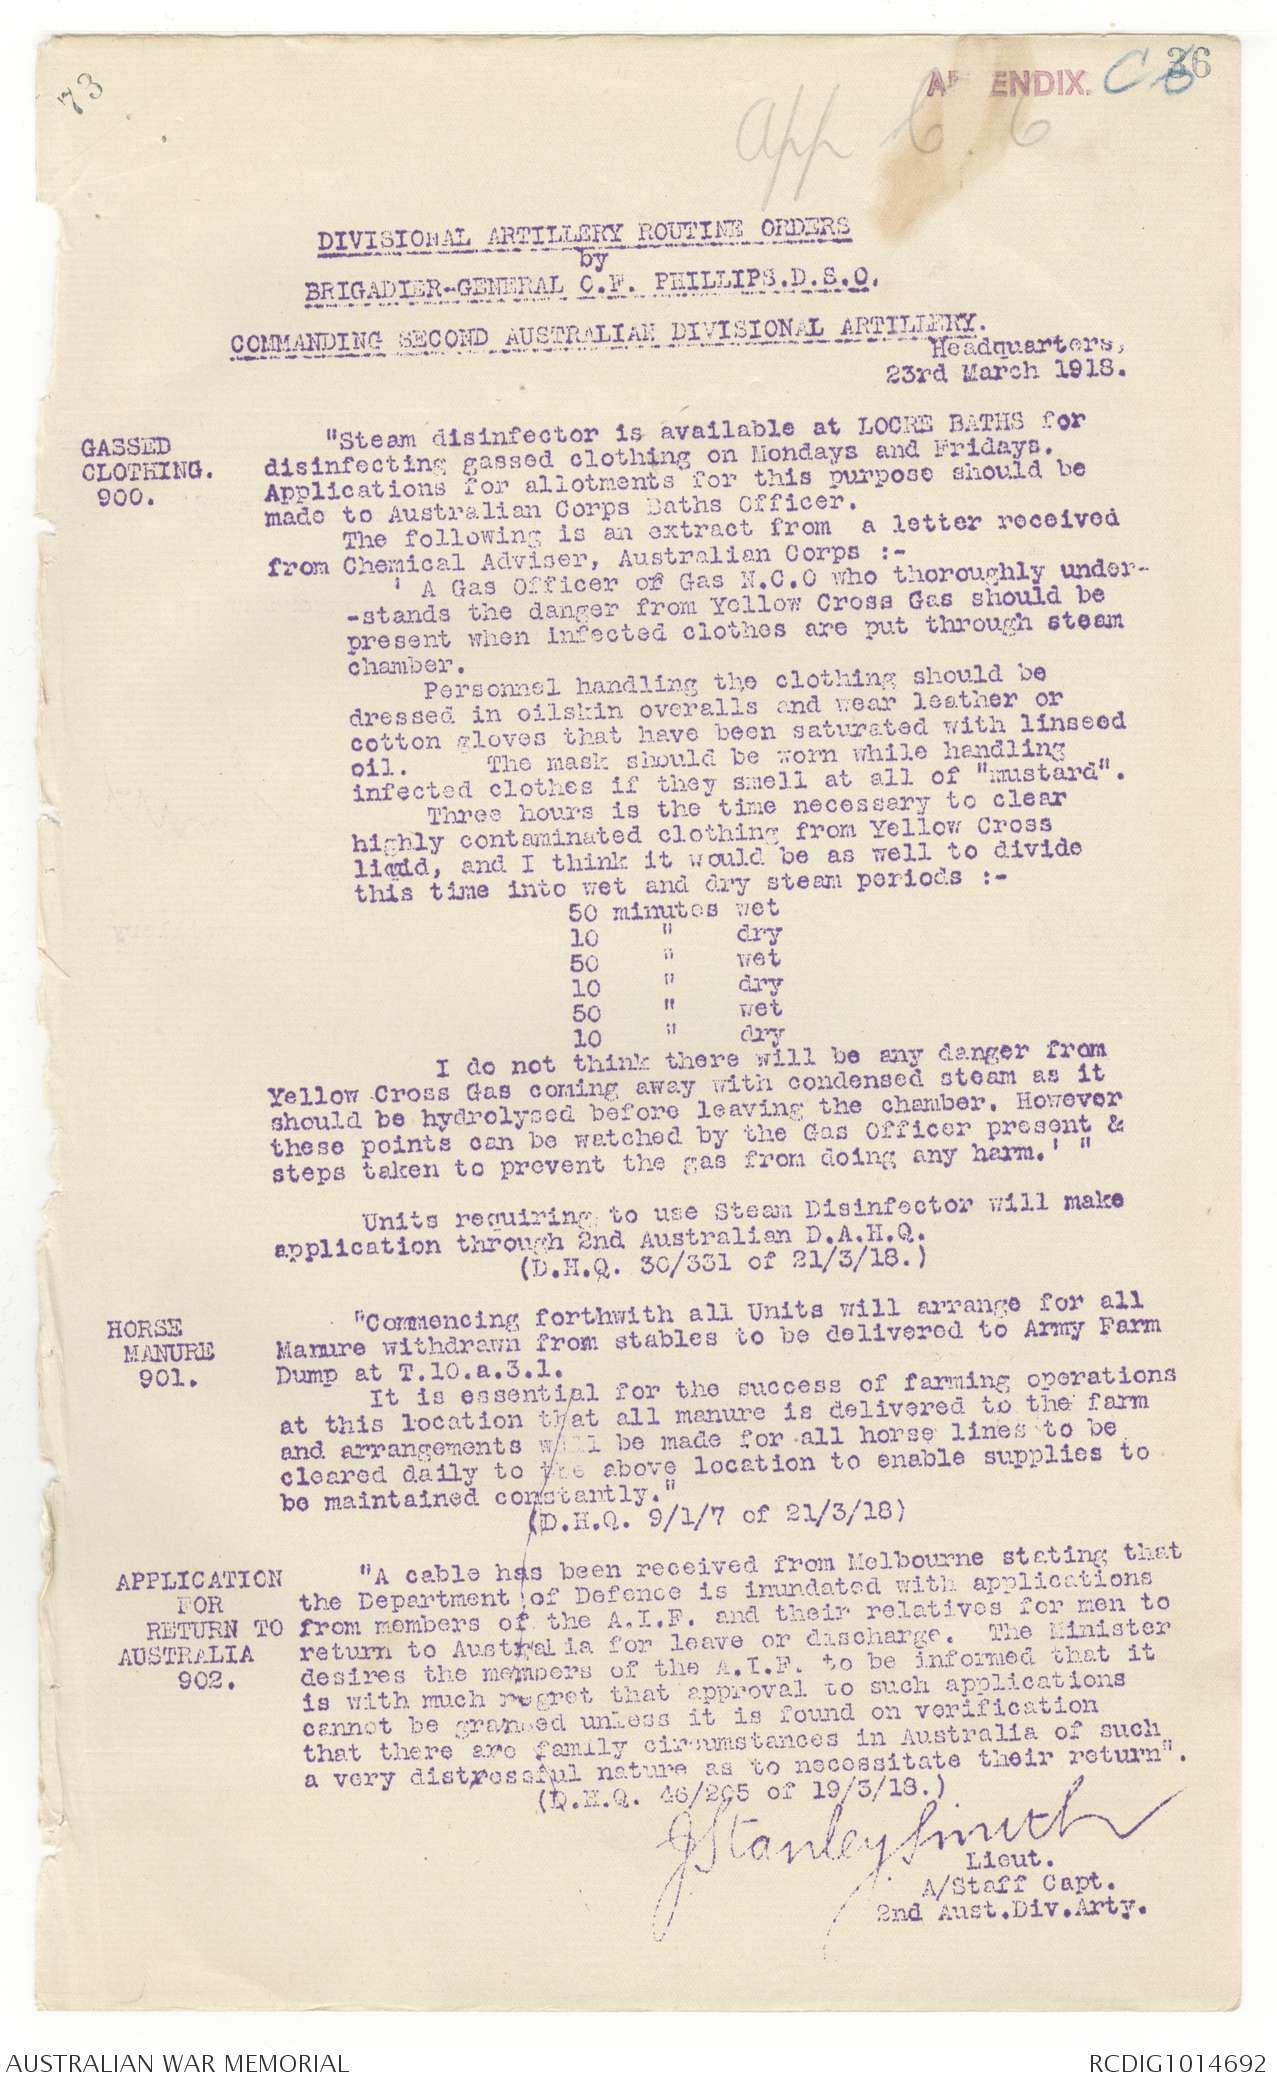 73
APPENDIX. C6
36
App C. 6
DIVISIONAL ARTILLERY ROUTINE ORDERS
by
BRIGADIER-GENERAL C.F. PHILLIPS.D.S.O.
COMMANDING SECOND AUSTRALIAN DIVISIONAL ARTILLERY.
Headquarters,
23rd March 1918.
GASSED
CLOTHING.
900.
"Steam disinfector is available at LOCRE BATHS for
disinfecting gassed clothing on Mondays and Fridays.
Applications for allotments for this purpose should be
made to Australian Corps Baths Officer.
The following is an extract from a letter received
from Chemical Adviser, Australian Corps :-
' A Gas Officer of Gas N.C.O who thoroughly under-
-stands the danger from Yellow Cross Gas should be
present when infected clothes are put through steam
chamber.
Personnel handling the clothing should be
dressed in oilskin overalls and wear leather or
cotton gloves that have been saturated with linseed
oil. The mask should be worn while handling
infected clothes if they smell at all of "mustard".
Three hours is the time necessary to clear
highly contaminated clothing from Yellow Cross
liquid, and I think it would be as well to divide
this time into wet and dry steam periods :-
50 minutes wet
10 " dry
50 " wet
10 " dry
50 " wet
10 " dry
I do not think there will be any danger from
Yellow Cross Gas coming away with condensed steam as it
should be hydrolysed before leaving the chamber. However
these points can be watched by the Gas Officer present &
steps taken to prevent the gas from doing any harm.' "
Units requiring to use Steam Disinfector will make
application through 2nd Australian D.A.H.Q.
(D.H.Q. 30/331 of 21/3/18.)
HORSE
MANURE
901.
"Commencing forthwith all Units will arrange for all
Manure withdrawn from stables to be delivered to Army Farm
Dump at T.10.a.3.1.
It is essential for the success of farming operations
at this location that all manure is delivered to the farm
and arrangements will be made for all horse lines to be
cleared daily to the above location to enable supplies to
be maintained constantly."
(D.H.Q. 9/1/7 of 21/3/18)
APPLICATION
FOR
RETURN TO
AUSTRALIA
902.
"A cable has been received from Melbourne stating that
the Department of Defence is inundated with applications
from members of the A.I.F. and their relatives for men to
return to Australia for leave or discharge. The Minister
desires the members of the A.I.F. to be informed that it
is with much regret that approval to such applications
cannot be granted unless it is found on verification
that there are family circumstances in Australia of such
a very distressful nature as to necessitate their return".
(D.H.Q. 46/205 of 19/3/18.)
J Stanley Smith
Lieut.
A/Staff Capt.
2nd Aust.Div.Arty.
AUSTRALIAN WAR MEMORIAL
RCDIG1014692